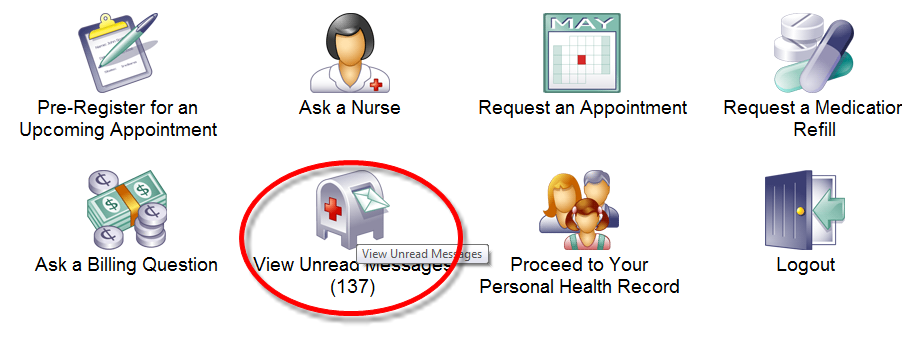 MAY
Pre-Register for an
Upcoming Appointment
Ask a Nurse
Request an Appointment
Request a Medication
Refill
Ask a Billing Question
View Unread Messages
(137)
View Unread Messages
Proceed to Your
Personal Health Record
Logout